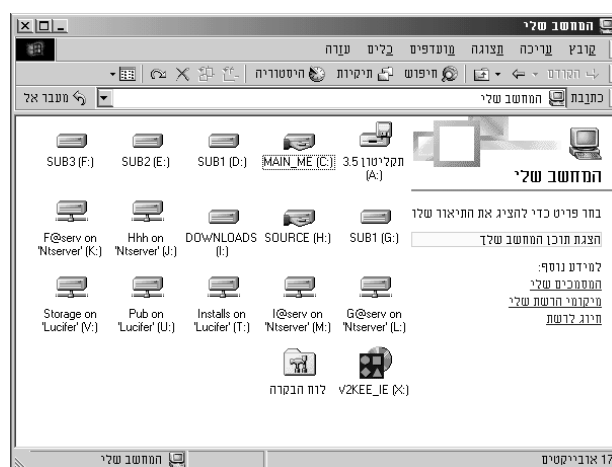 המחשב שלי
קובץ עריכה תצוגה מועדפים כלים עזרה
הקודם חיפוש תיקיות היסטוריה
כתובת המחשב שלי מעבר אל
המחשב שלי
בחר פריט כדי להציג את התיאור שלו
הצגת תוכן המחשב שלך
למידע נוסף:
המסמכים שלי
מיקומי הרשת שלי
חיוג לרשת
תקליטון 3.5
(A:)
MAIN_ME (C:)
SUB1 (D:)
SUB2 (E:)
SUB3 (F:)
SUB1 (G:)
SOURCE (H:)
DOWNLOADS
(I:)
Hhh on
'Ntserver' (J:)
F@serv on
'Ntserver' (K:)
G@serv on
'Ntserver' (L:)
I@serv on
'Ntserver' (M:)
Installs on
'Lucifer' (T:)
Pub on
'Lucifer' (U:)
Storage on
'Lucifer' (V:)
V2KEE_IE (X:)
לוח הבקרה
17 אובייקטים
המחשב שלי